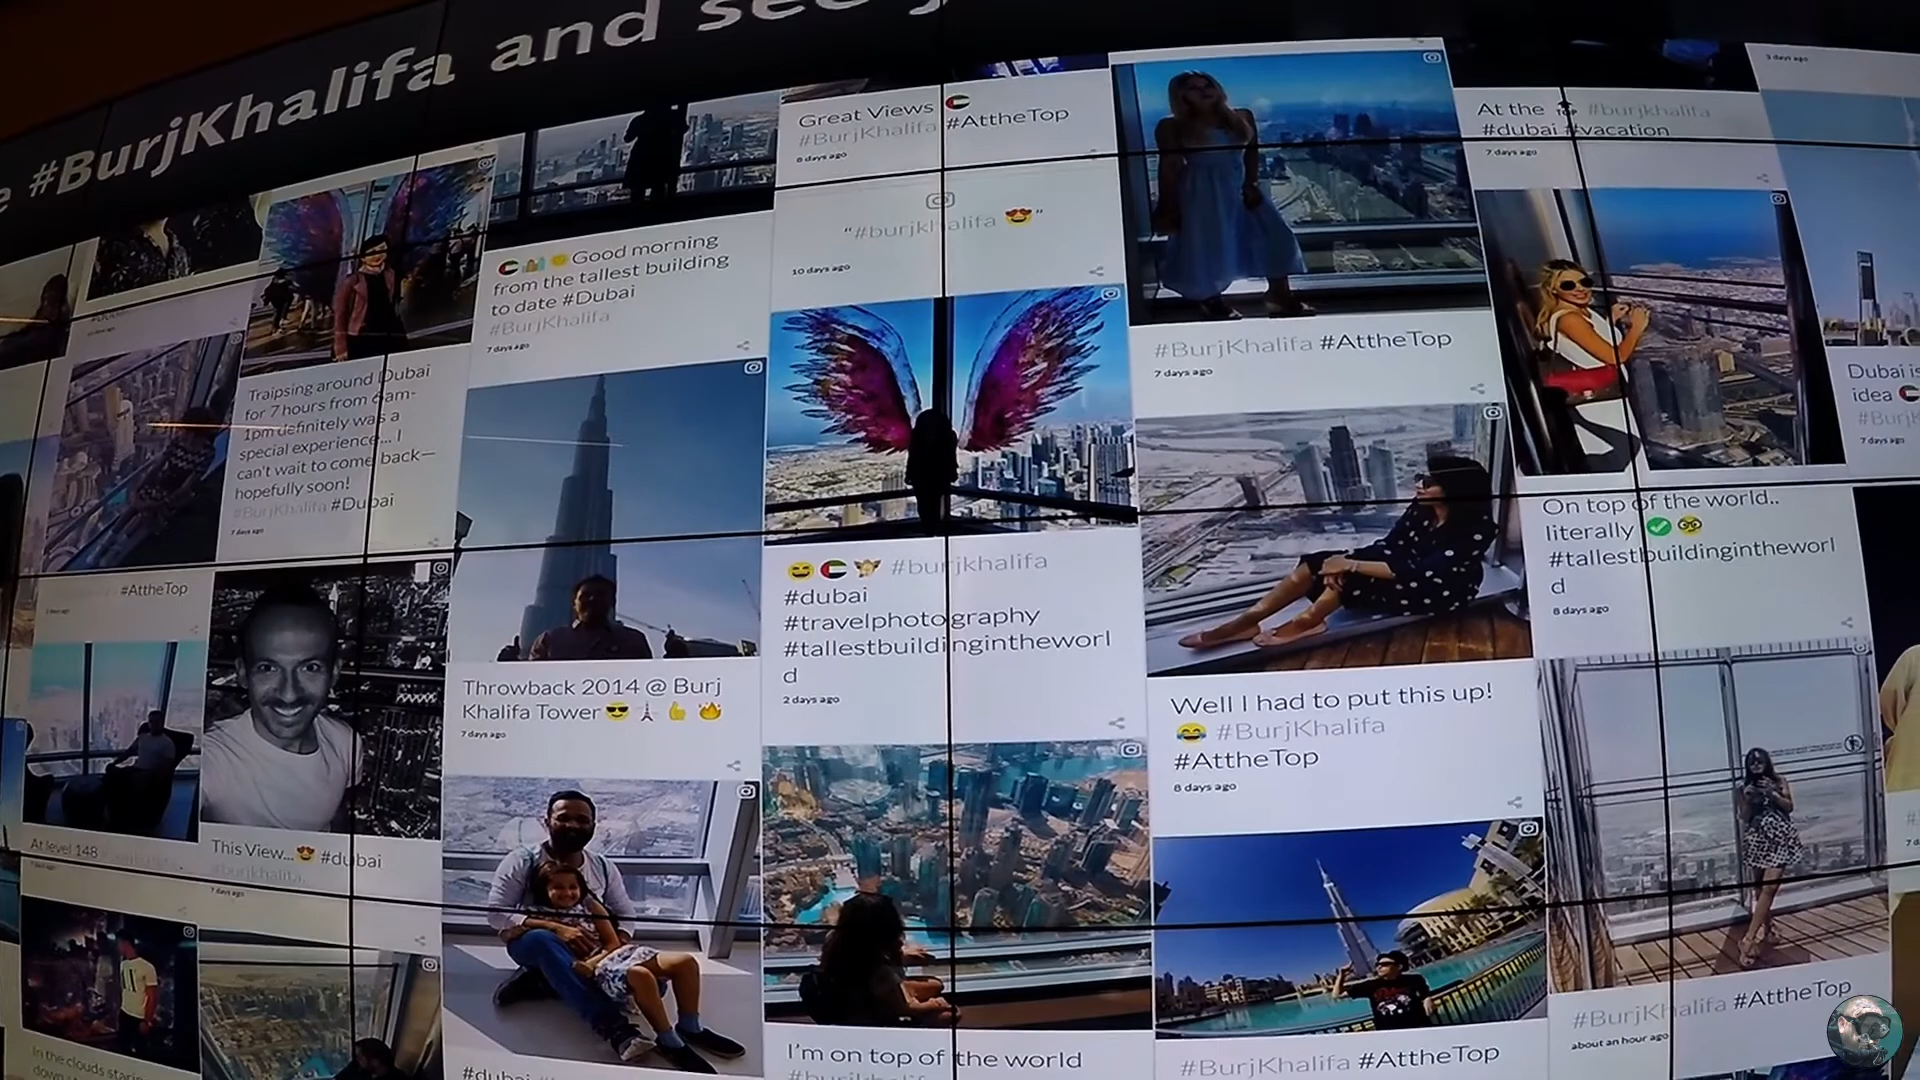 #BurjKhalifa and see
#AttheTop
At level 148
In the clouds
Traipsing around Dubai
for 7 hours from 6am-
1pm definitely was a
special experience... I
can't wait to come back—
hopefully soon!
#BurjKhalifa #Dubai
7 days ago
This View...😍 #dubai
#burjkhalifa
7 days ago
🇦🇪 Good morning
from the tallest building
to date #Dubai
#BurjKhalifa
7 days ago
Throwback 2014 @ Burj
Khalifa Tower 😎 🗼 👍 🔥
7 days ago
#dubai
Great Views 🇦🇪
#BurjKhalifa #AttheTop
8 days ago
"#burjkhalifa 😍"
10 days ago
😄 🇦🇪 #burjkhalifa
#dubai
#travelphotography
#tallestbuildingintheworl
d
2 days ago
I'm on top of the world
#BurjKhalifa #AttheTop
7 days ago
Well I had to put this up!
😂 #BurjKhalifa
#AttheTop
8 days ago
#BurjKhalifa #AttheTop
At the TOP #burjkhalifa
#dubai #vacation
7 days ago
On top of the world..
literally ✅ 🤓
#tallestbuildingintheworl
d
8 days ago
#BurjKhalifa #AttheTop
about an hour ago
3 days ago
Dubai is
idea
7 days ago